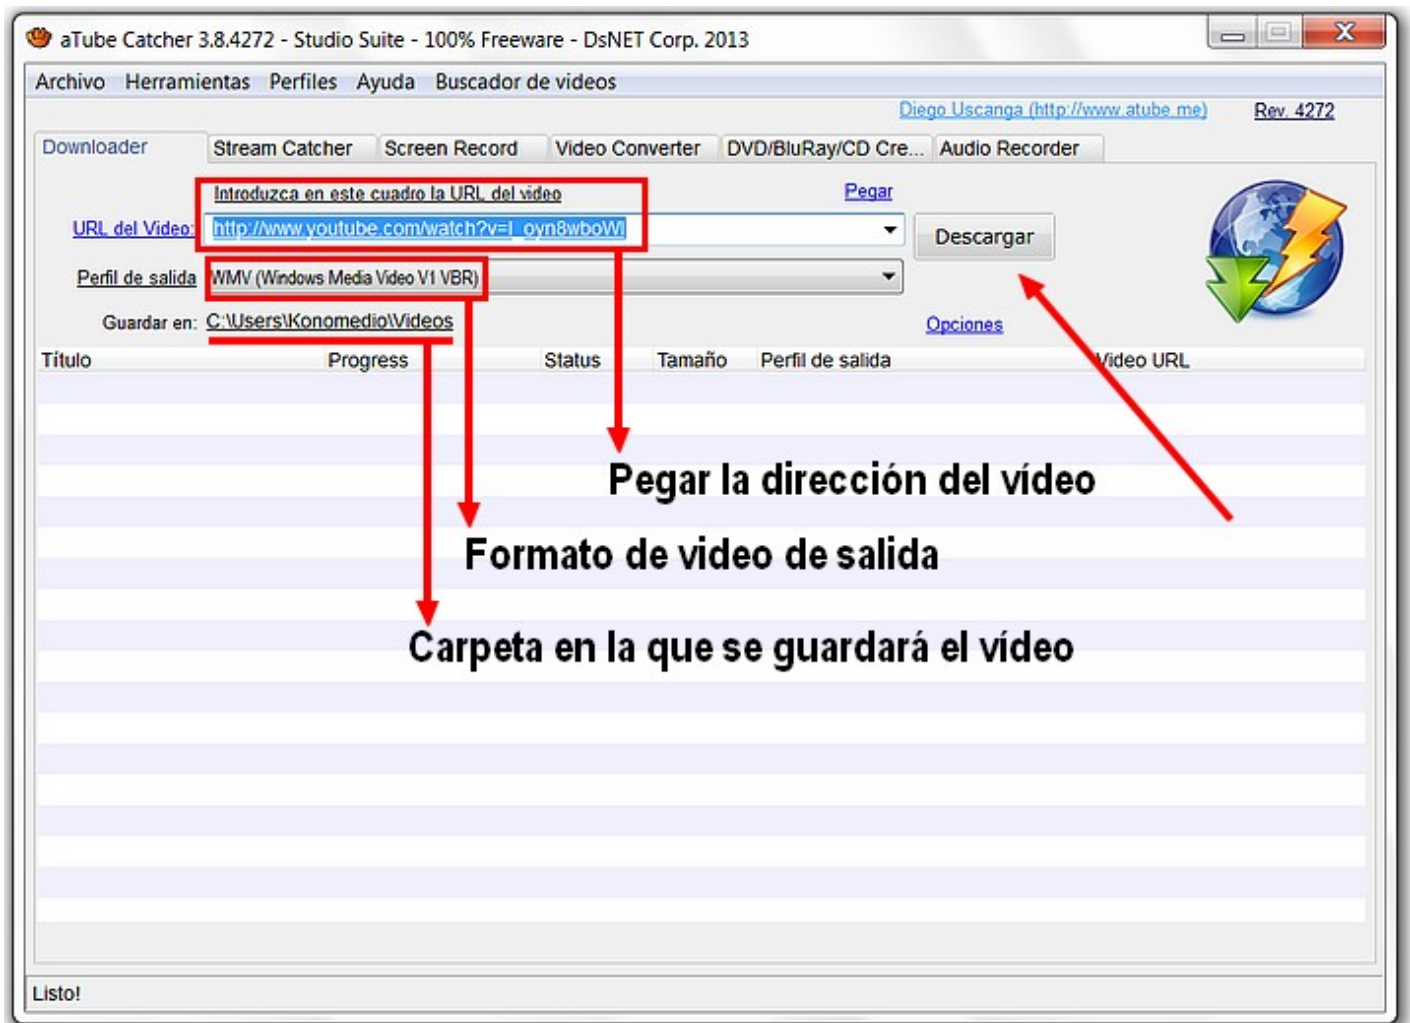 aTube Catcher 3.8.4272 - Studio Suite - 100% Freeware - DsNET Corp. 2013
Archivo Herramientas Perfiles Ayuda Buscador de videos
Diego Uscanga (http://www.atube.me) Rev. 4272
Downloader Stream Catcher Screen Record Video Converter DVD/BluRay/CD Cre... Audio Recorder
Introduzca en este cuadro la URL del video Pegar
URL del Video: http://www.youtube.com/watch?v=l_oyn8wboWI Descargar
Perfil de salida WMV (Windows Media Video V1 VBR)
Guardar en: C:\Users\Konomedio\Videos Opciones
Título Progress Status Tamaño Perfil de salida Video URL
Pegar la dirección del vídeo
Formato de video de salida
Carpeta en la que se guardará el vídeo
Listo!